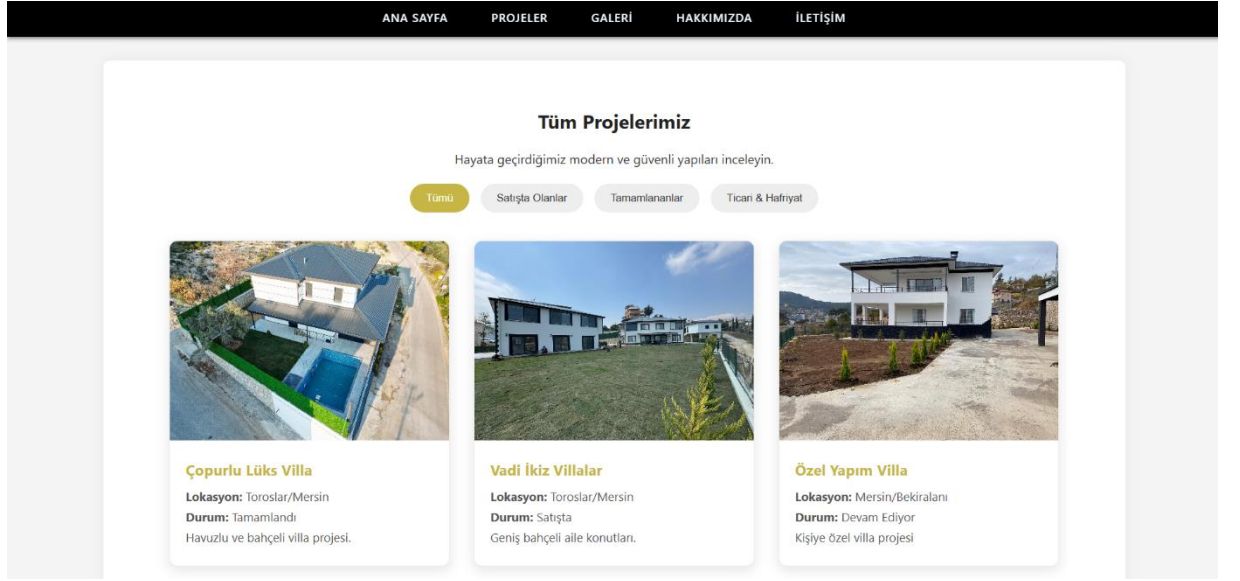 ANA SAYFA PROJELER GALERİ HAKKIMIZDA İLETİŞİM
Tüm Projelerimiz
Hayata geçirdiğimiz modern ve güvenli yapıları inceleyin.
Tümü Satışta Olanlar Tamamlananlar Ticari & Hafriyat
Çopurlu Lüks Villa
Lokasyon: Toroslar/Mersin
Durum: Tamamlandı
Havuzlu ve bahçeli villa projesi.
Vadi İkiz Villalar
Lokasyon: Toroslar/Mersin
Durum: Satışta
Geniş bahçeli aile konutları.
Özel Yapım Villa
Lokasyon: Mersin/Bekiralanı
Durum: Devam Ediyor
Kişiye özel villa projesi